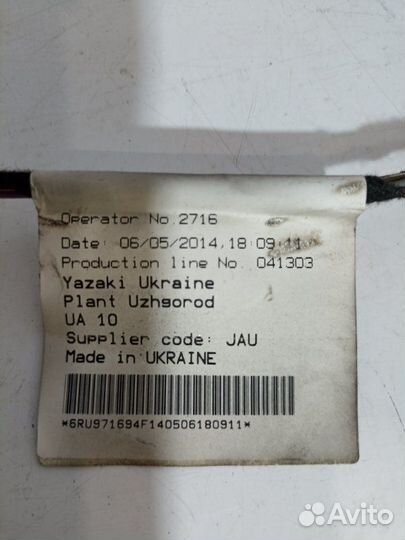 Operator No.2716
Date: 06/05/2014,18:09:11
Production line No. 041303
Yazaki Ukraine
Plant Uzhgorod
UA 10
Supplier code: JAU
Made in UKRAINE
*6RU971694F140506180911*
Avito